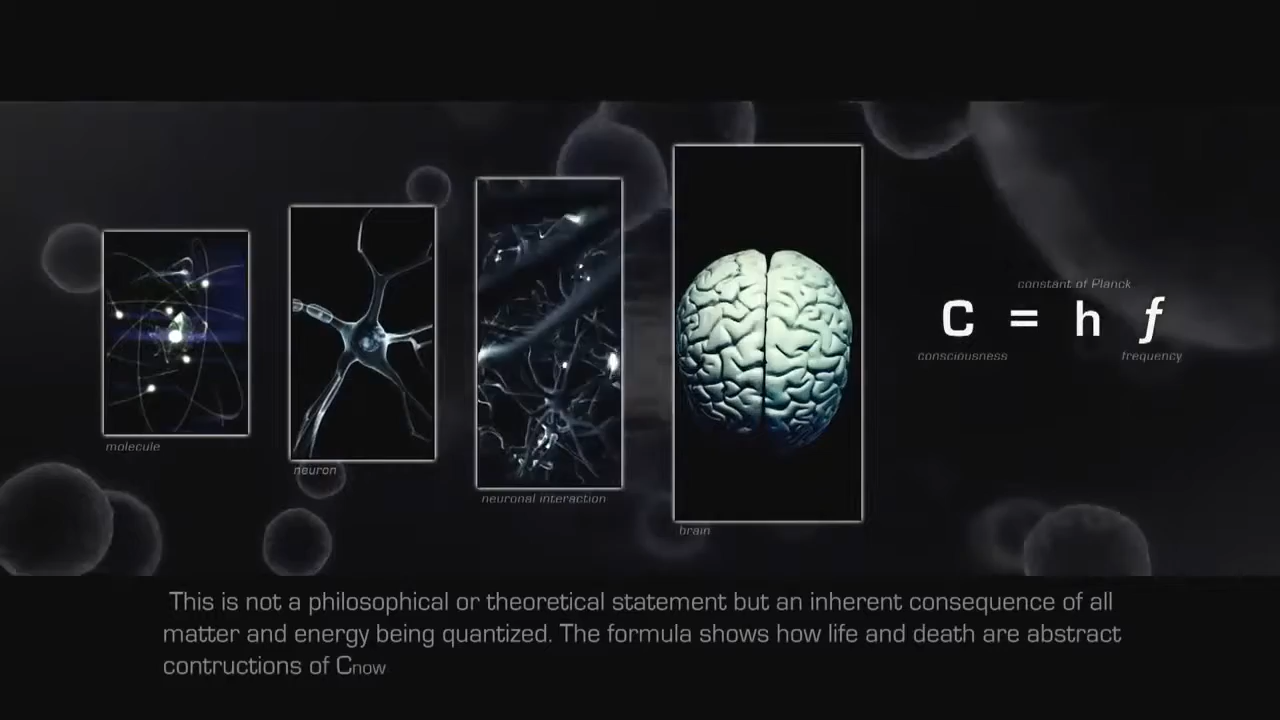 constant of Planck
C = h f
consciousness
frequency
molecule
neuron
neuronal interaction
brain
This is not a philosophical or theoretical statement but an inherent consequence of all
matter and energy being quantized. The formula shows how life and death are abstract
contructions of Cnow